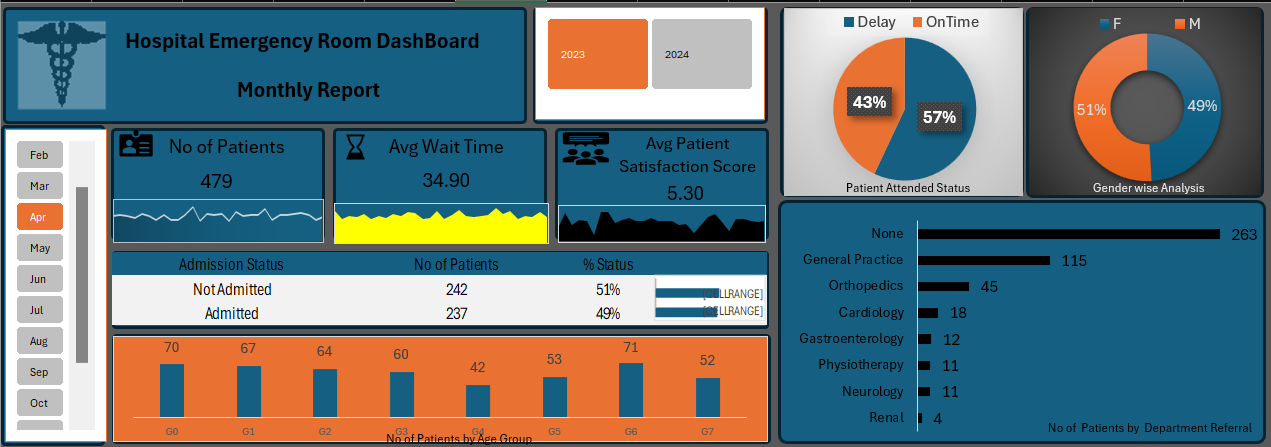 Hospital Emergency Room DashBoard
Monthly Report
2023
2024
Feb
Mar
Apr
May
Jun
Jul
Aug
Sep
Oct
No of Patients
479
Avg Wait Time
34.90
Avg Patient
Satisfaction Score
5.30
Admission Status No of Patients % Status
Not Admitted 242 51% [CELLRANGE]
Admitted 237 49% [CELLRANGE]
70 67 64 60 42 53 71 52
G0 G1 G2 G3 G4 G5 G6 G7
No of Patients by Age Group
Delay OnTime
43%
57%
Patient Attended Status
F M
51% 49%
Gender wise Analysis
None 263
General Practice 115
Orthopedics 45
Cardiology 18
Gastroenterology 12
Physiotherapy 11
Neurology 11
Renal 4
No of Patients by Department Referral